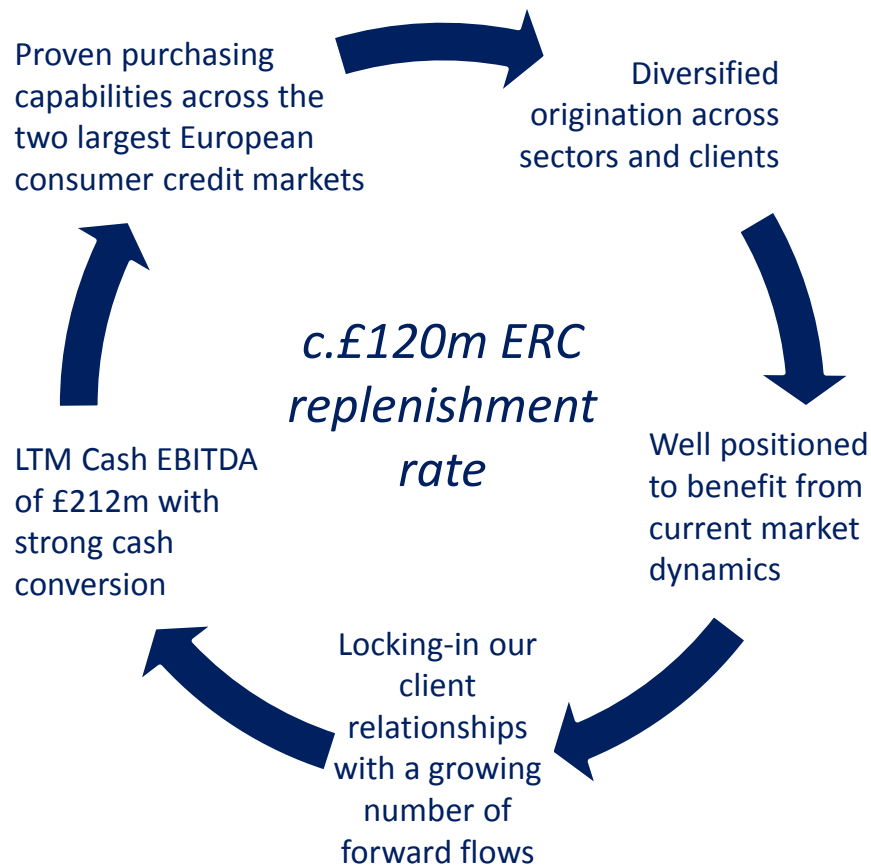 Proven purchasing
capabilities across the
two largest European
consumer credit markets
Diversified
origination across
sectors and clients
Well positioned
to benefit from
current market
dynamics
Locking-in our
client
relationships
with a growing
number of
forward flows
LTM Cash EBITDA
of £212m with
strong cash
conversion
c.£120m ERC
replenishment
rate